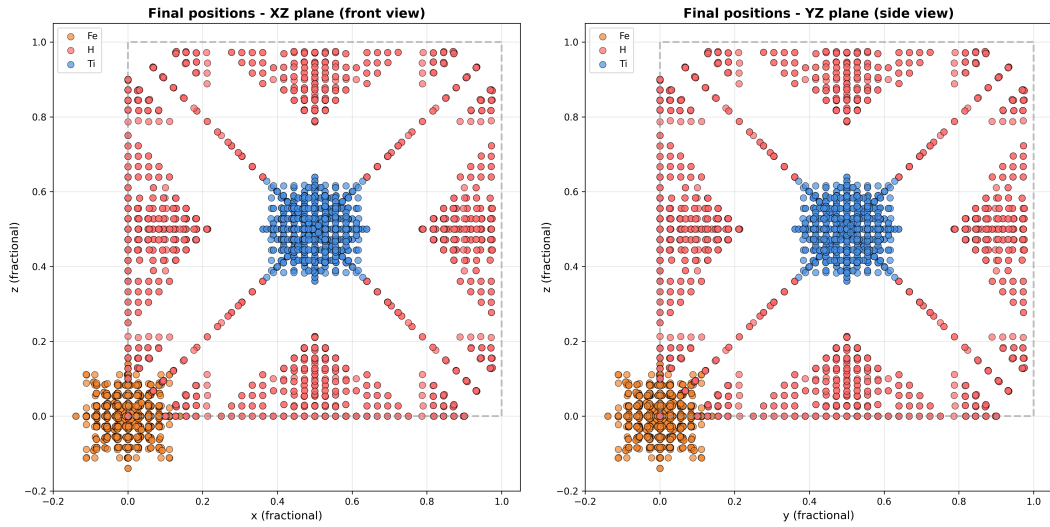 Final positions - XZ plane (front view)
Fe
H
Ti
1.0
0.8
0.6
0.4
0.2
0.0
−0.2
z (fractional)
−0.2 0.0 0.2 0.4 0.6 0.8 1.0
x (fractional)
Final positions - YZ plane (side view)
Fe
H
Ti
1.0
0.8
0.6
0.4
0.2
0.0
−0.2
z (fractional)
−0.2 0.0 0.2 0.4 0.6 0.8 1.0
y (fractional)